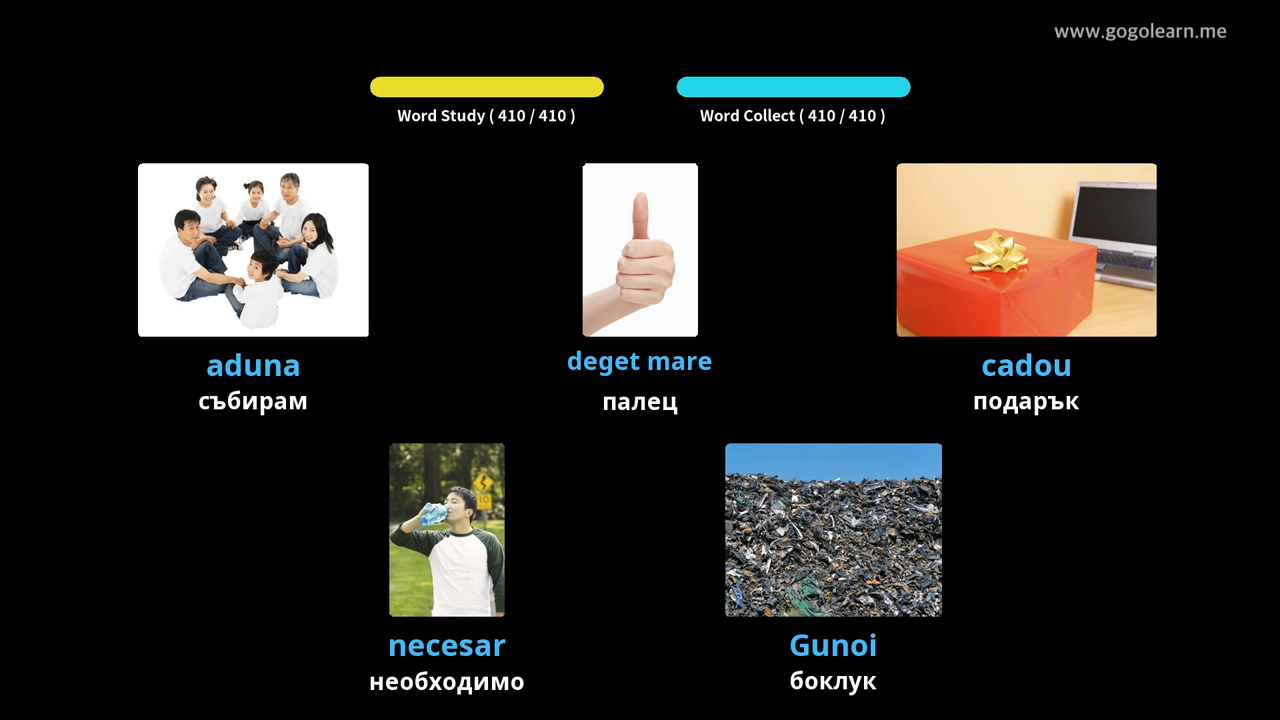 www.gogolearn.me
Word Study ( 410 / 410 )
Word Collect ( 410 / 410 )
aduna
събирам
deget mare
палец
cadou
подарък
necesar
необходимо
Gunoi
боклук